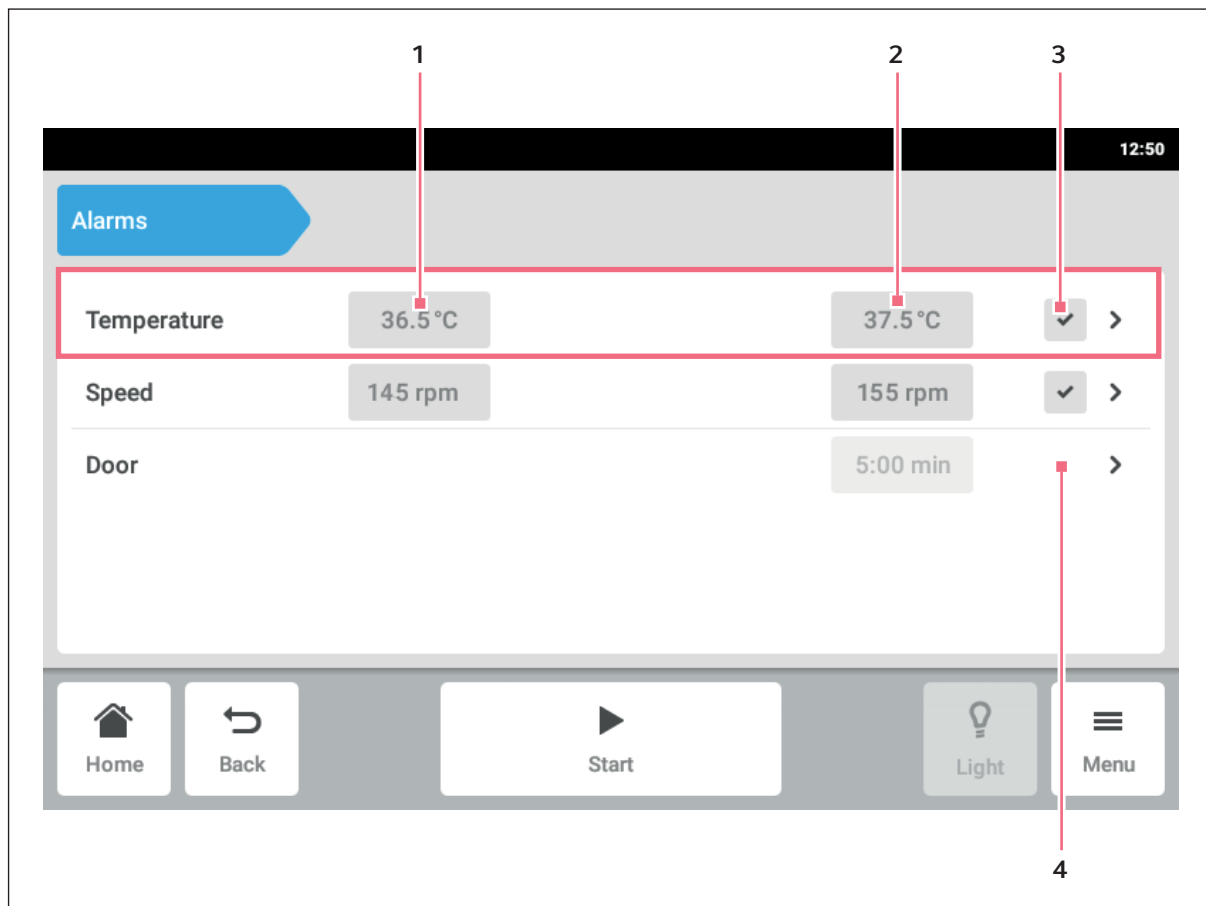 1 2 3
12:50
Alarms
Temperature 36.5 °C 37.5 °C
Speed 145 rpm 155 rpm
Door 5:00 min
Home Back Start Light Menu
4